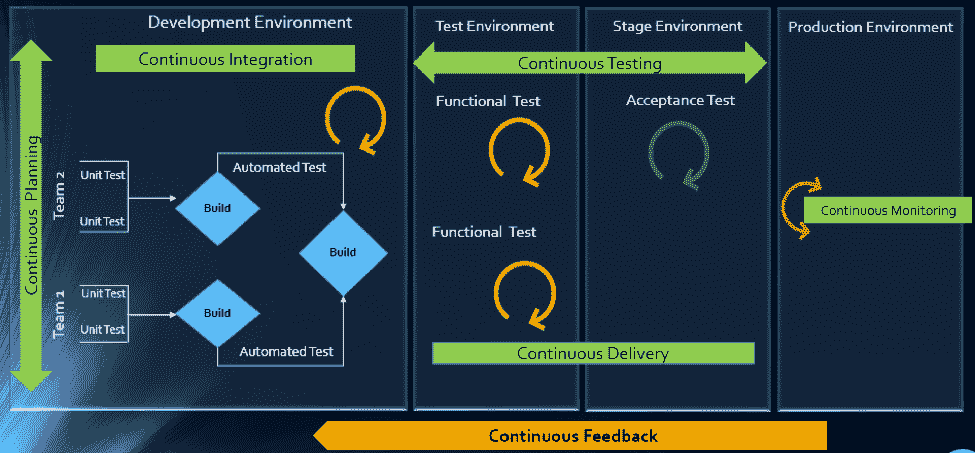 Development Environment
Test Environment
Stage Environment
Production Environment
Continuous Integration
Continuous Testing
Continuous Planning
Functional Test
Acceptance Test
Team 2
Unit Test
Unit Test
Automated Test
Build
Build
Functional Test
Continuous Monitoring
Team 1
Unit Test
Unit Test
Build
Automated Test
Continuous Delivery
Continuous Feedback